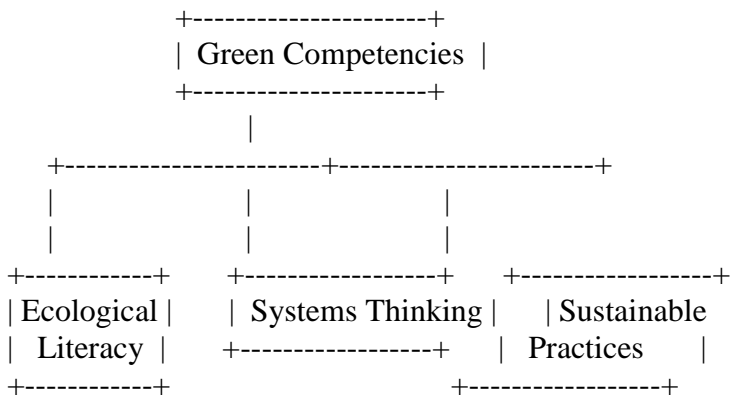 Green Competencies
Ecological Systems Thinking Sustainable
Literacy Practices